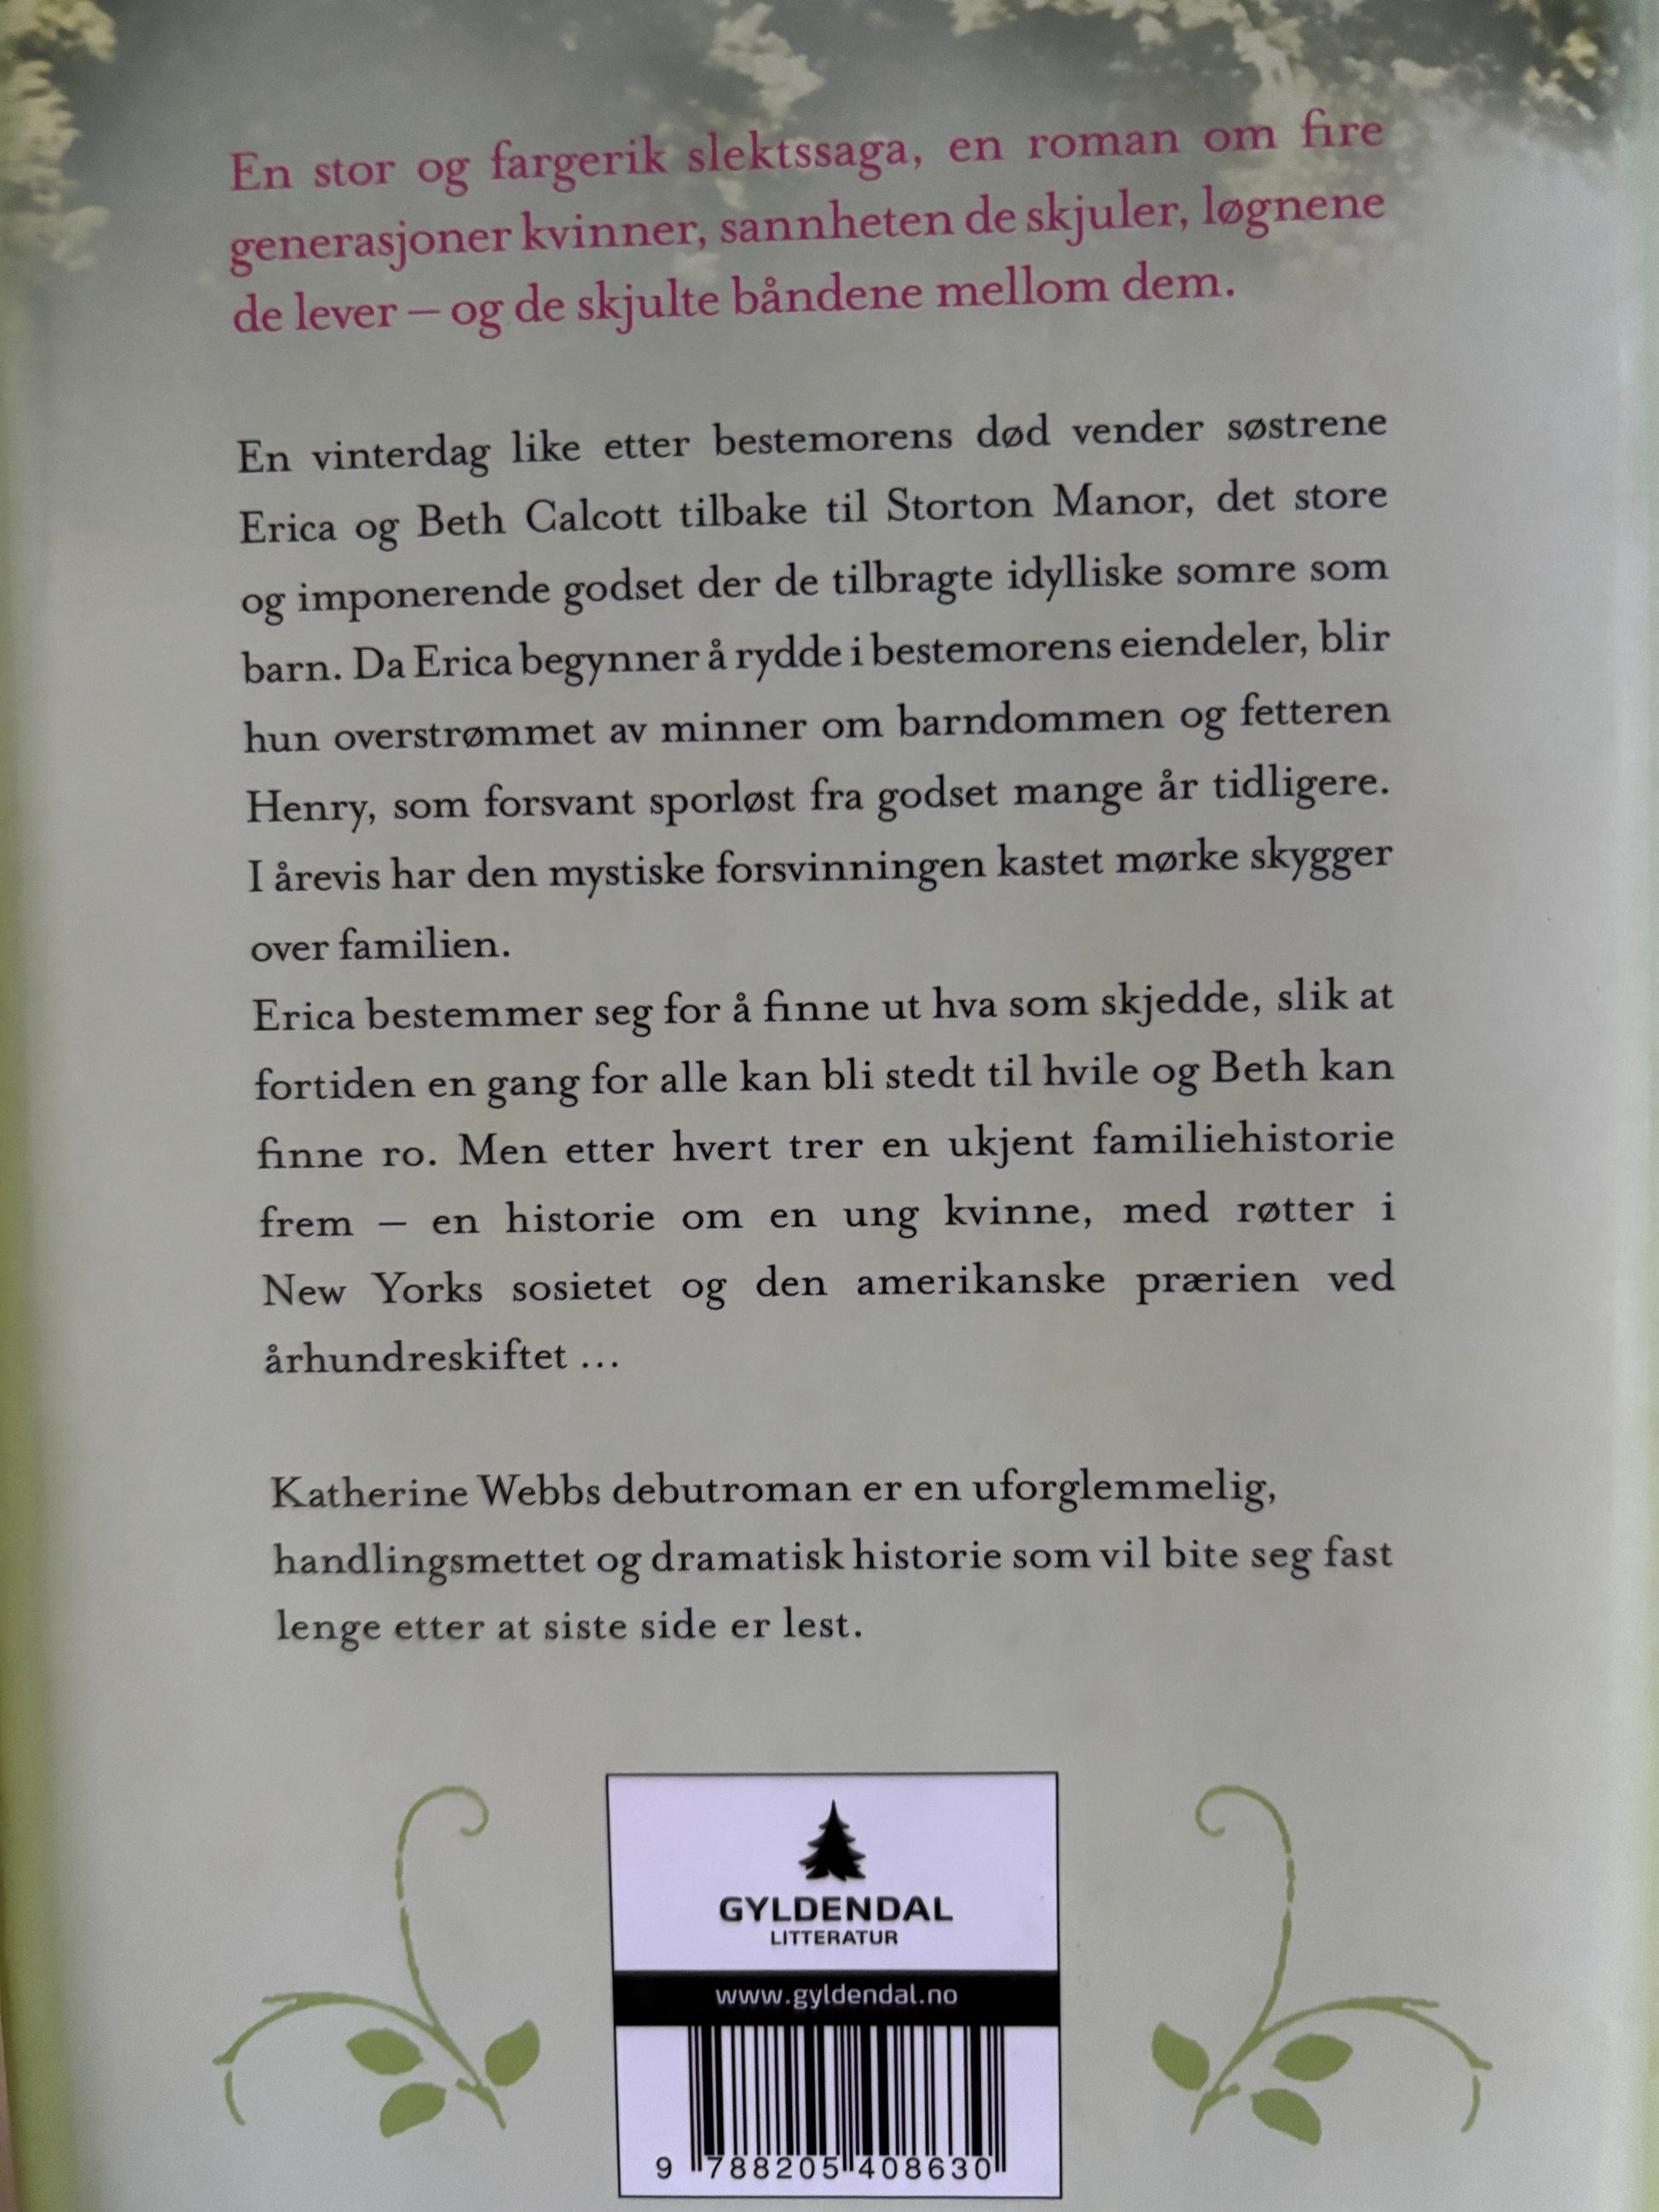 En stor og fargerik slektssaga, en roman om fire
generasjoner kvinner, sannheten de skjuler, løgnene
de lever – og de skjulte båndene mellom dem.
En vinterdag like etter bestemorens død vender søstrene
Erica og Beth Calcott tilbake til Storton Manor, det store
og imponerende godset der de tilbragte idylliske somre som
barn. Da Erica begynner å rydde i bestemorens eiendeler, blir
hun overstrømmet av minner om barndommen og fetteren
Henry, som forsvant sporløst fra godset mange år tidligere.
I årevis har den mystiske forsvinningen kastet mørke skygger
over familien.
Erica bestemmer seg for å finne ut hva som skjedde, slik at
fortiden en gang for alle kan bli stedt til hvile og Beth kan
finne ro. Men etter hvert trer en ukjent familiehistorie
frem – en historie om en ung kvinne, med røtter i
New Yorks sosietet og den amerikanske prærien ved
århundreskiftet ...
Katherine Webbs debutroman er en uforglemmelig,
handlingsmettet og dramatisk historie som vil bite seg fast
lenge etter at siste side er lest.
GYLDENDAL
LITTERATUR
www.gyldendal.no
9 788205 408630